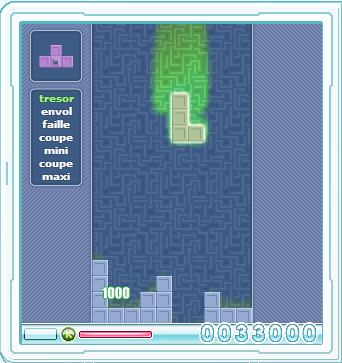 tresor
envol
faille
coupe
mini
coupe
maxi
1000
0033000